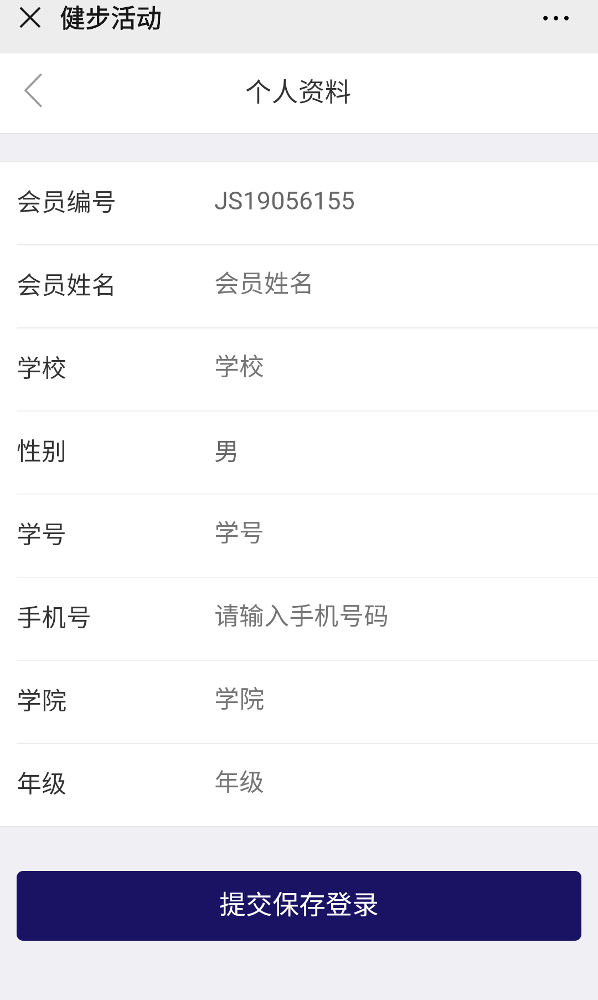 健步活动
个人资料
会员编号 JS19056155
会员姓名 会员姓名
学校 学校
性别 男
学号 学号
手机号 请输入手机号码
学院 学院
年级 年级
提交保存登录